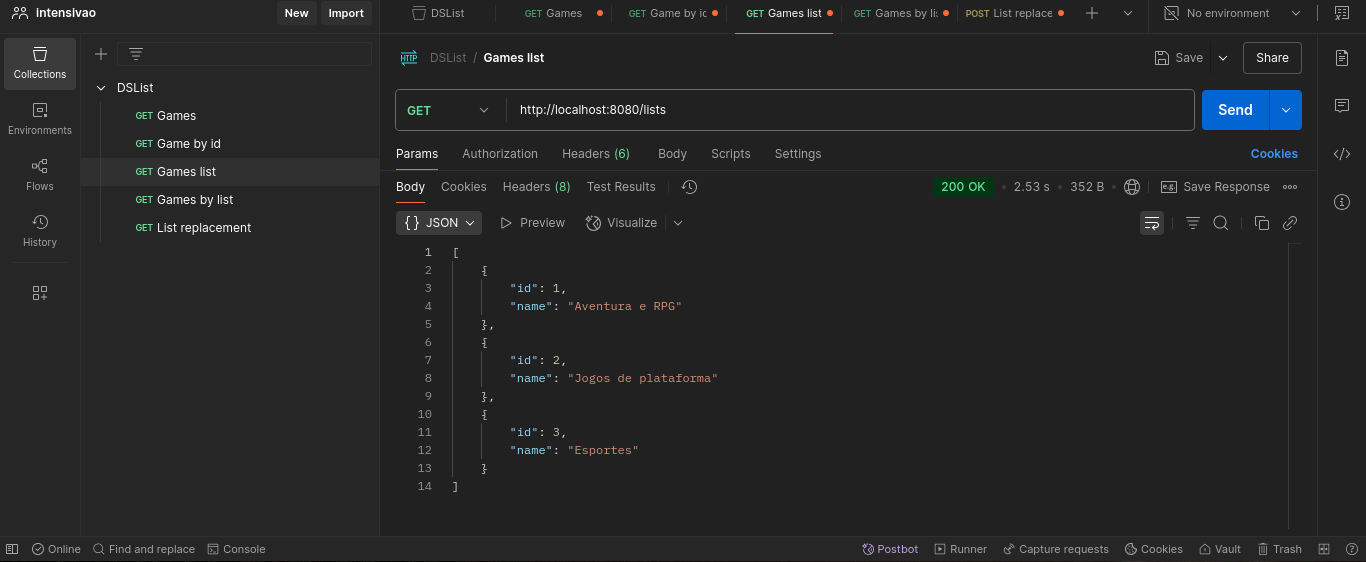 Intensivao
New Import
DSList GET Games GET Game by ic GET Games list GET Games by li POST List replace No environment
Collections
Environments
Flows
History
DSList
GET Games
GET Game by id
GET Games list
GET Games by list
GET List replacement
HTTP DSList / Games list Save Share
GET http://localhost:8080/lists Send
Params Authorization Headers (6) Body Scripts Settings Cookies
Body Cookies Headers (8) Test Results 200 OK • 2.53 s • 352 B e.g. Save Response
{} JSON Preview Visualize
1 [
2 {
3 "id": 1,
4 "name": "Aventura e RPG"
5 },
6 {
7 "id": 2,
8 "name": "Jogos de plataforma"
9 },
10 {
11 "id": 3,
12 "name": "Esportes"
13 }
14 ]
Online Find and replace Console Postbot Runner Capture requests Cookies Vault Trash